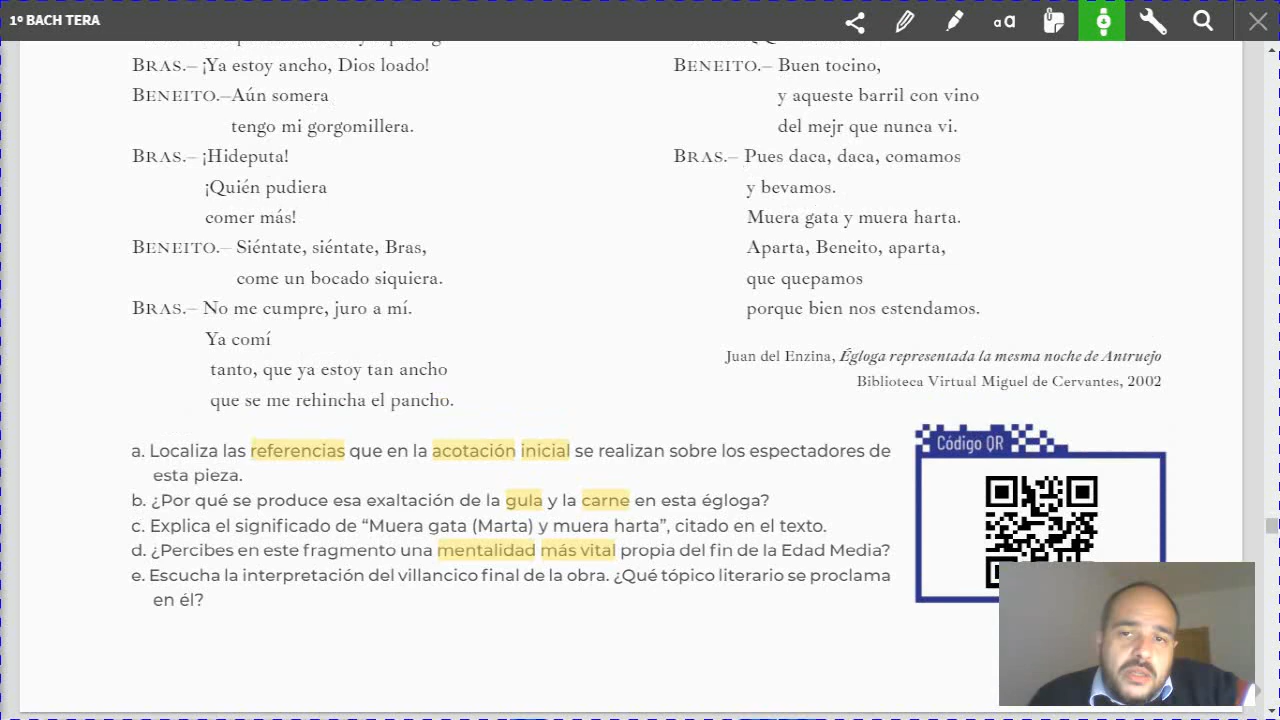 1º BACH TERA
aa
BRAS.– ¡Ya estoy ancho, Dios loado!
BENEITO.–Aún somera
tengo mi gorgomillera.
BRAS.– ¡Hideputa!
¡Quién pudiera
comer más!
BENEITO.– Siéntate, siéntate, Bras,
come un bocado siquiera.
BRAS.– No me cumpre, juro a mí.
Ya comí
tanto, que ya estoy tan ancho
que se me rehincha el pancho.
BENEITO.– Buen tocino,
y aqueste barril con vino
del mejr que nunca vi.
BRAS.– Pues daca, daca, comamos
y bevamos.
Muera gata y muera harta.
Aparta, Beneito, aparta,
que quepamos
porque bien nos estendamos.
Juan del Enzina, Égloga representada la mesma noche de Antruejo
Biblioteca Virtual Miguel de Cervantes, 2002
a. Localiza las referencias que en la acotación inicial se realizan sobre los espectadores de
esta pieza.
b. ¿Por qué se produce esa exaltación de la gula y la carne en esta égloga?
c. Explica el significado de “Muera gata (Marta) y muera harta”, citado en el texto.
d. ¿Percibes en este fragmento una mentalidad más vital propia del fin de la Edad Media?
e. Escucha la interpretación del villancico final de la obra. ¿Qué tópico literario se proclama
en él?
Código QR